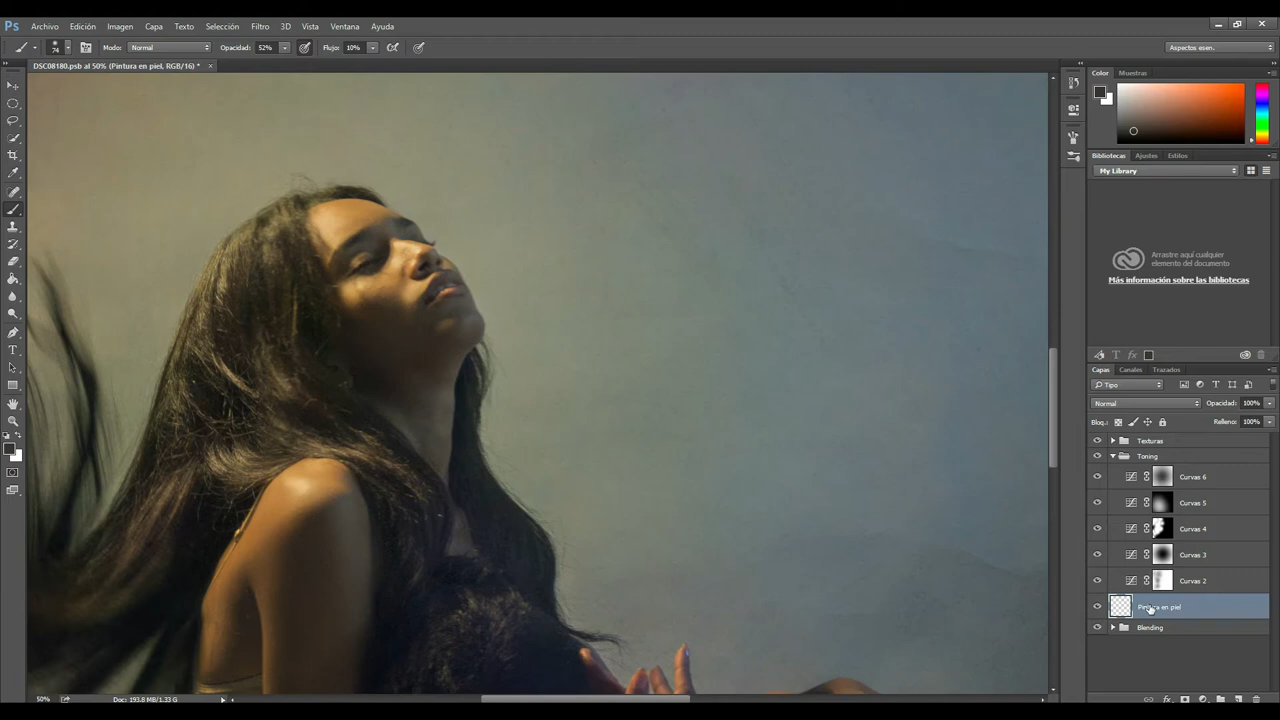 Ps Archivo Edición Imagen Capa Texto Selección Filtro 3D Vista Ventana Ayuda
74 Modo: Normal Opacidad: 52% Flujo: 10% Aspectos esen.
DSC08180.psb al 50% (Pintura en piel, RGB/16) * ×
Color Muestras
Bibliotecas Ajustes Estilos
My Library
Arrastre aquí cualquier
elemento del documento
Más información sobre las bibliotecas
Capas Canales Trazados
Tipo
Normal Opacidad: 100%
Bloq.: Relleno: 100%
Texturas
Toning
Curvas 6
Curvas 5
Curvas 4
Curvas 3
Curvas 2
Pintura en piel
Blending
50% Doc: 193.8 MB/1.33 G